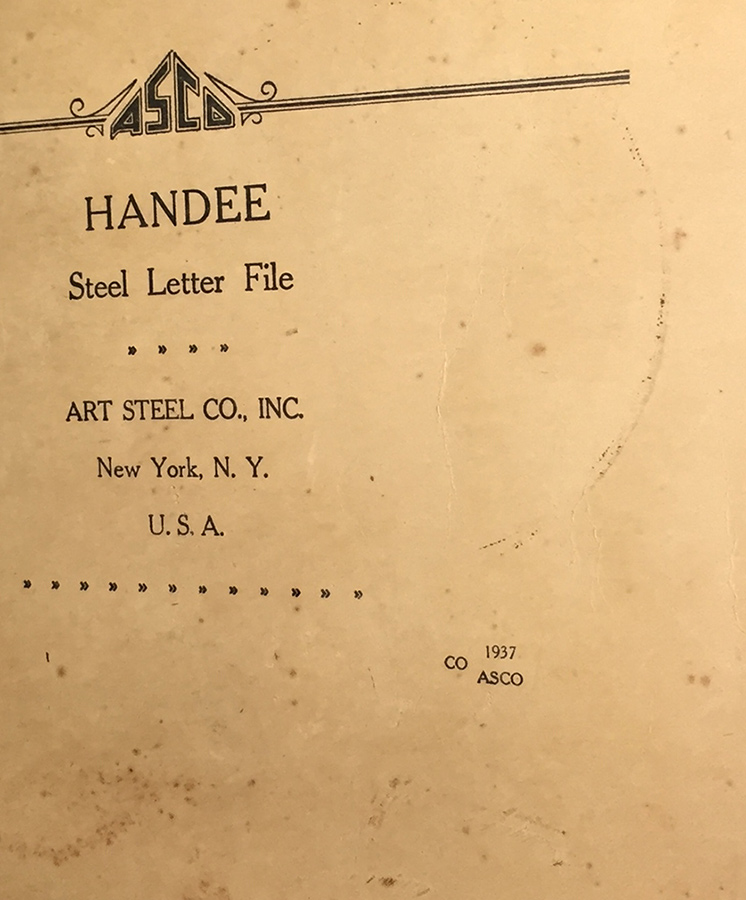 ASCO
HANDEE
Steel Letter File
» » » »
ART STEEL CO., INC.
New York, N. Y.
U. S. A.
» » » » » » » » » » » »
1937
CO
ASCO